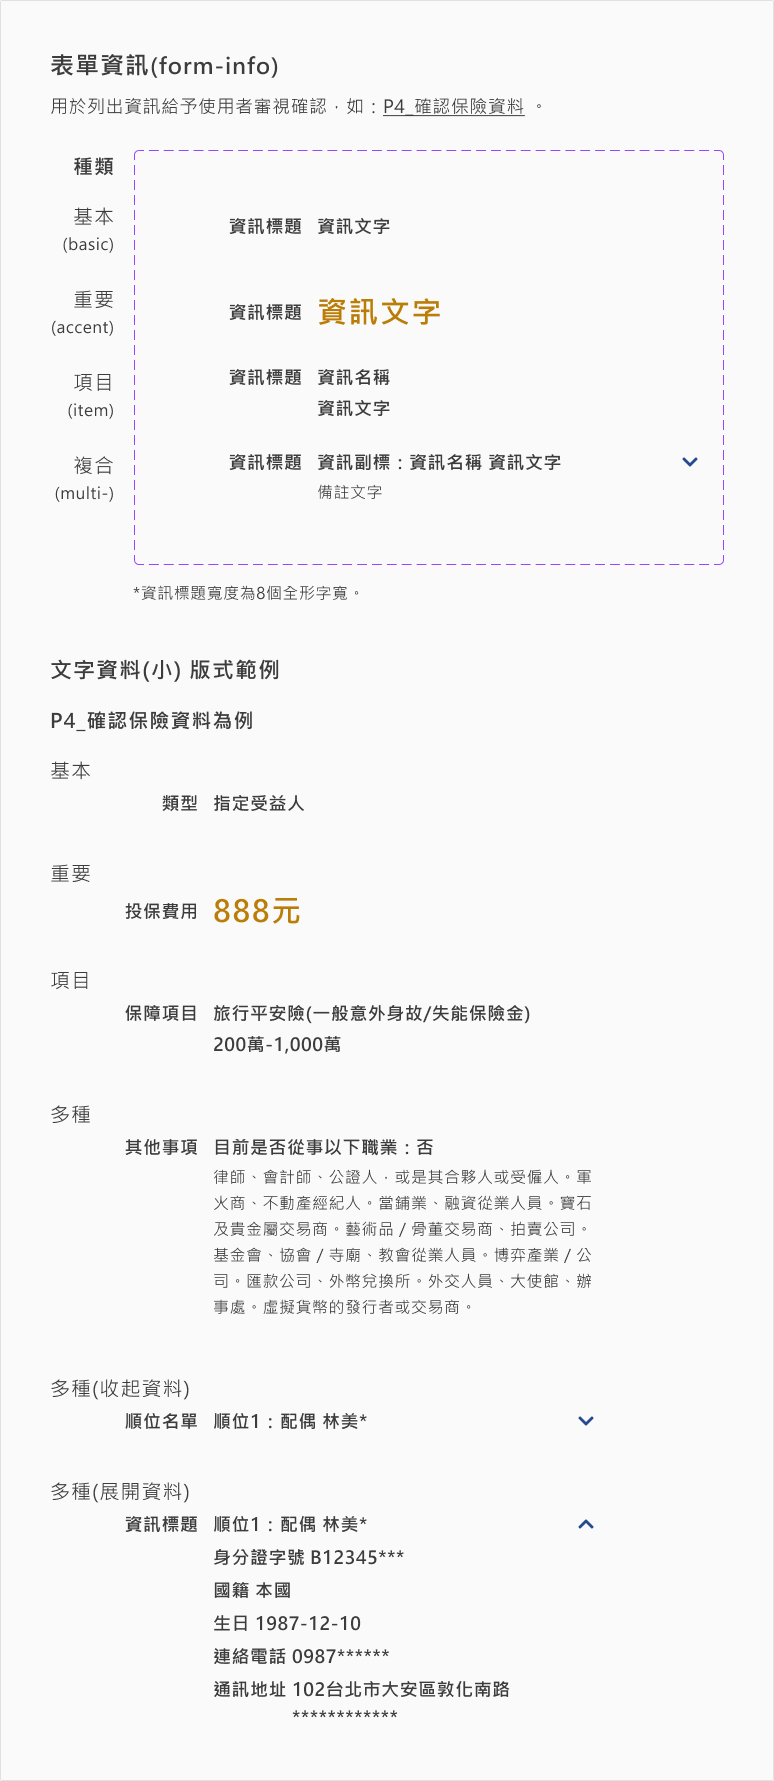 表單資訊(form-info)
用於列出資訊給予使用者審視確認，如：P4_確認保險資料 。
種類
基本
(basic)
資訊標題 資訊文字
重要
(accent)
資訊標題 資訊文字
項目
(item)
資訊標題 資訊名稱
資訊文字
複合
(multi-)
資訊標題 資訊副標：資訊名稱 資訊文字
備註文字
*資訊標題寬度為8個全形字寬。
文字資料(小) 版式範例
P4_確認保險資料為例
基本
類型 指定受益人
重要
投保費用 888元
項目
保障項目 旅行平安險(一般意外身故/失能保險金)
200萬-1,000萬
多種
其他事項 目前是否從事以下職業：否
律師、會計師、公證人，或是其合夥人或受僱人。軍
火商、不動產經紀人。當鋪業、融資從業人員。寶石
及貴金屬交易商。藝術品 / 骨董交易商、拍賣公司。
基金會、協會 / 寺廟、教會從業人員。博弈產業 / 公
司。匯款公司、外幣兌換所。外交人員、大使館、辦
事處。虛擬貨幣的發行者或交易商。
多種(收起資料)
順位名單 順位1：配偶 林美*
多種(展開資料)
資訊標題 順位1：配偶 林美*
身分證字號 B12345***
國籍 本國
生日 1987-12-10
連絡電話 0987******
通訊地址 102台北市大安區敦化南路
************